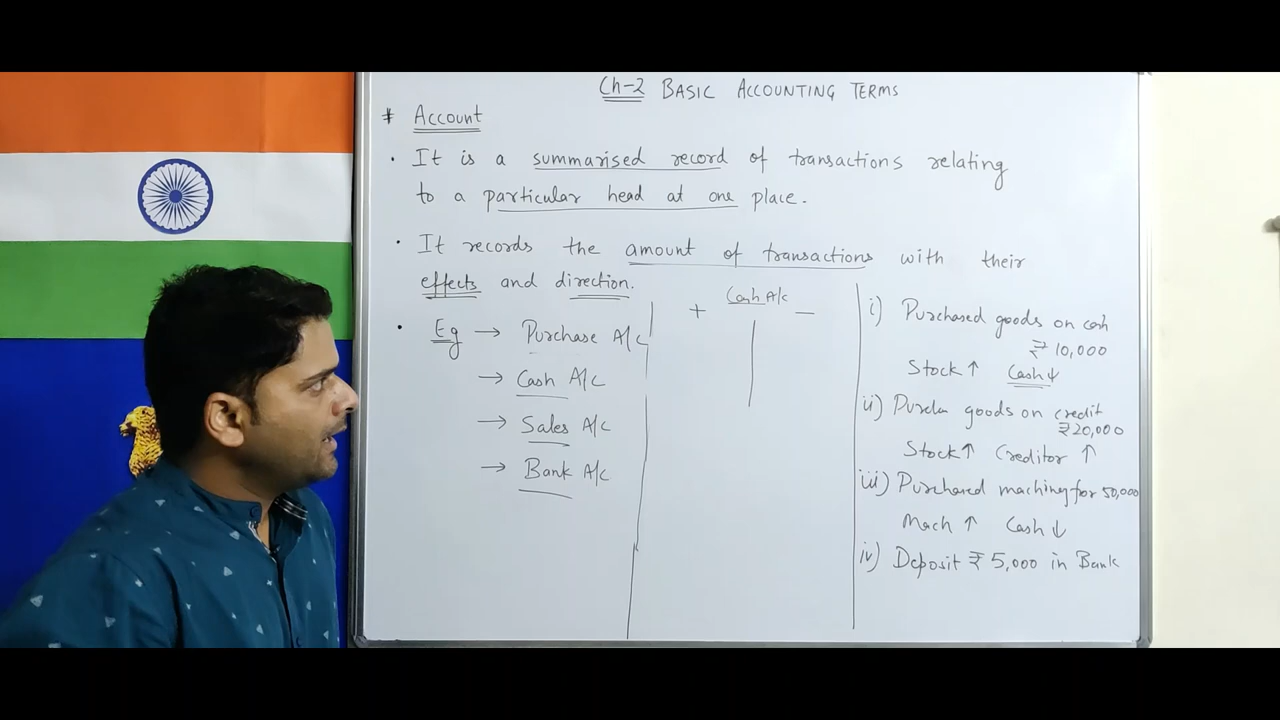 Ch-2 BASIC ACCOUNTING TERMS
* Account
• It is a summarised record of transactions relating
to a particular head at one place.
• It records the amount of transactions with their
effects and direction.
• Eg → Purchase A/c
→ Cash A/c
→ Sales A/c
→ Bank A/c
Cash A/c
+ −
i) Purchased goods on cash
₹ 10,000
Stock ↑ Cash ↓
ii) goods on credit
₹20,000
Stock ↑ Creditor ↑
iii) Purchased maching for 50,000
Mach ↑ Cash ↓
iv) Deposit ₹ 5,000 in Bank